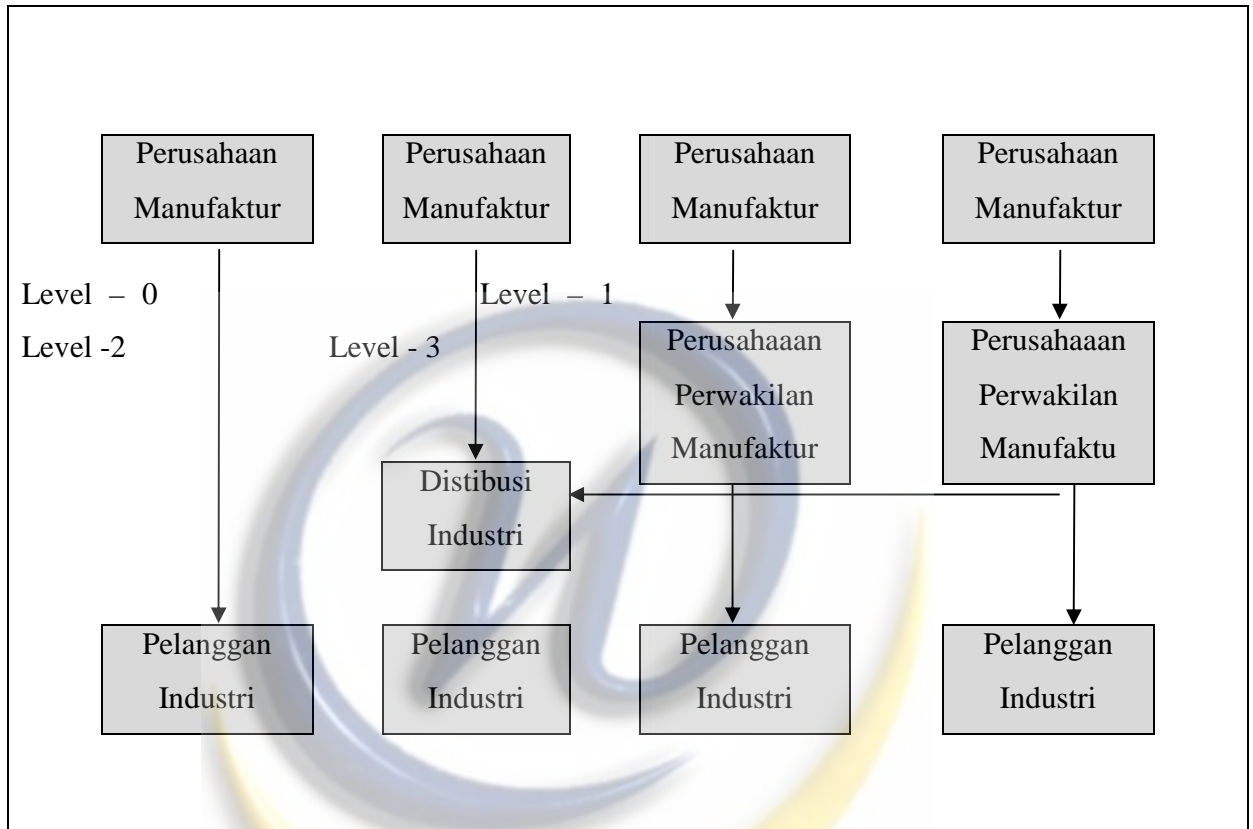 Perusahaan
Manufaktur
Perusahaan
Manufaktur
Perusahaan
Manufaktur
Perusahaan
Manufaktur
Level – 0
Level – 1
Level -2
Level - 3
Perusahaaan
Perwakilan
Manufaktur
Perusahaaan
Perwakilan
Manufaktu
Distibusi
Industri
Pelanggan
Industri
Pelanggan
Industri
Pelanggan
Industri
Pelanggan
Industri